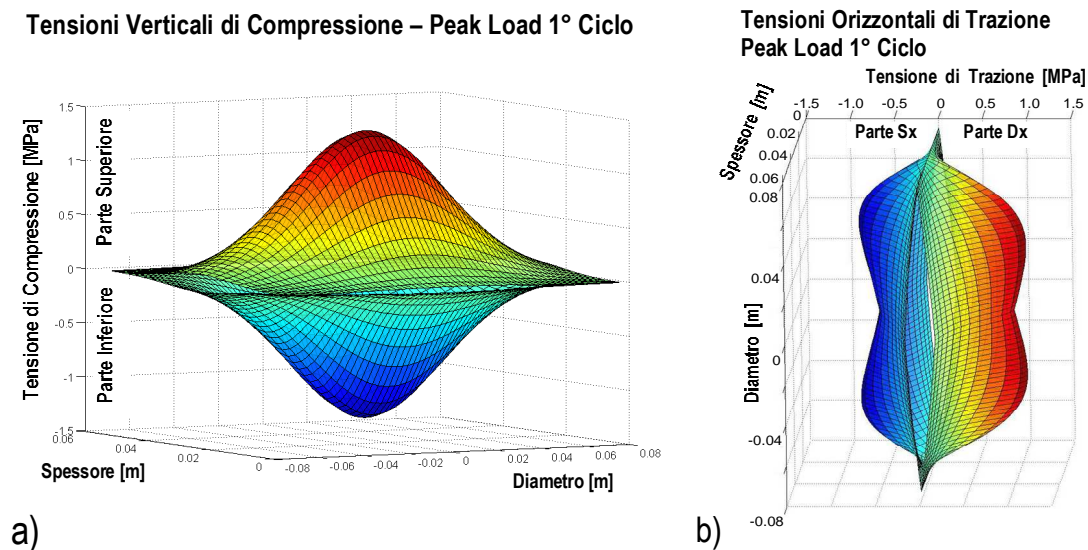 Tensioni Verticali di Compressione – Peak Load 1° Ciclo
Tensione di Compressione [MPa]
Parte Superiore
Parte Inferiore
1.5
1
0.5
0
-0.5
-1
-1.5
0.06
0.04
0.02
0
Spessore [m]
-0.08
-0.06
-0.04
-0.02
0
0.02
0.04
0.06
0.08
Diametro [m]
a)
Tensioni Orizzontali di Trazione
Peak Load 1° Ciclo
Tensione di Trazione [MPa]
-1.5
-1.0
-0.5
0
0.5
1.0
1.5
Parte Sx
Parte Dx
Spessore [m]
0
0.02
0.04
0.06
0.08
0.04
0
-0.04
-0.08
Diametro [m]
b)